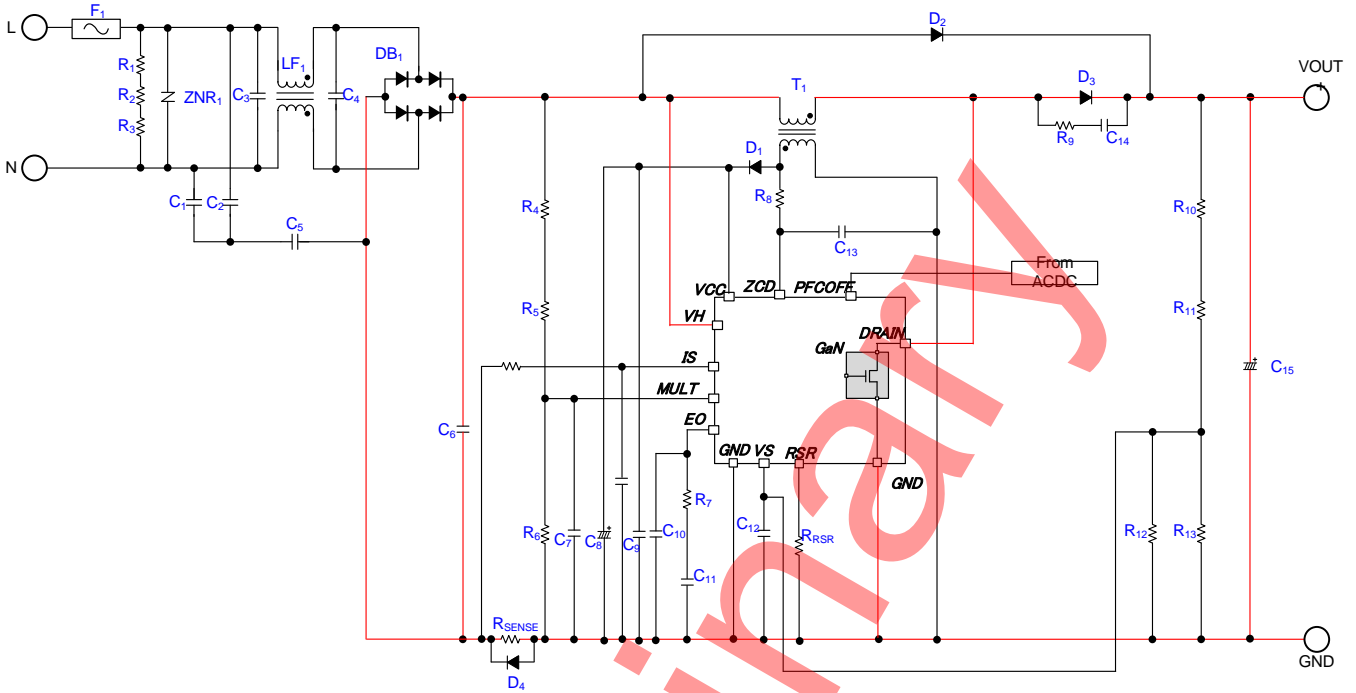 F1
L
D2
LF1
DB1
VOUT
+
R1
R2
R3
ZNR1
C3
C4
T1
D3
R9
C14
N
D1
C1
C2
C5
R4
R8
C13
R10
From
ACDC
VCC
ZCD
PFCOFF
R5
VH
R11
DRAIN
GaN
IS
C15
MULT
C6
EO
GND
VS
RSR
GND
R7
R6
C7
C8
C9
C10
C12
RRSR
R12
R13
C11
RSENSE
D4
GND
inary